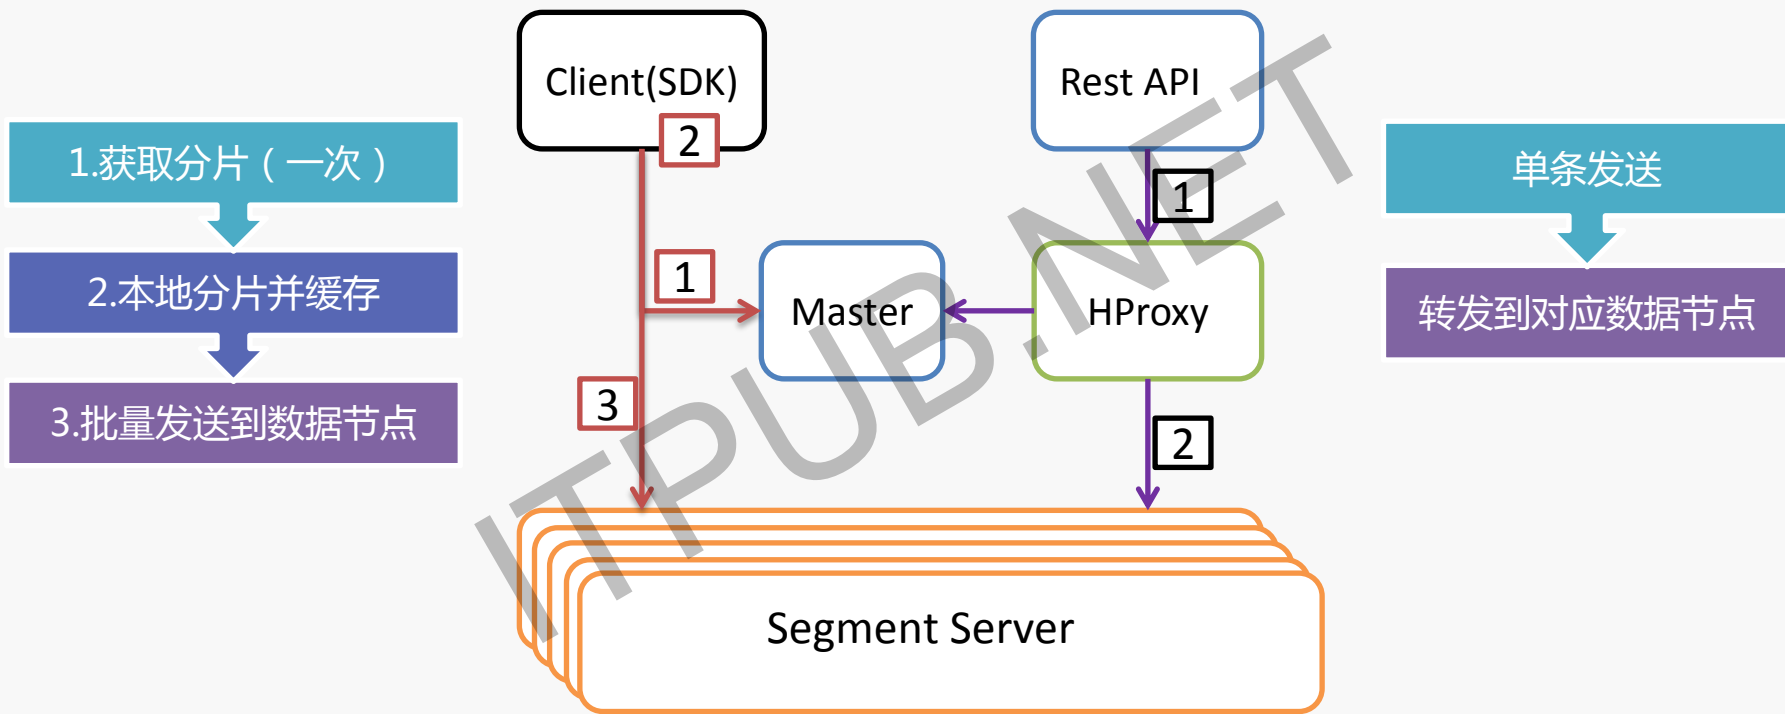 Client(SDK)
2
Rest API
1.获取分片（一次）
2.本地分片并缓存
3.批量发送到数据节点
1
Master
3
1
HProxy
2
单条发送
转发到对应数据节点
Segment Server
ITPUB.NET